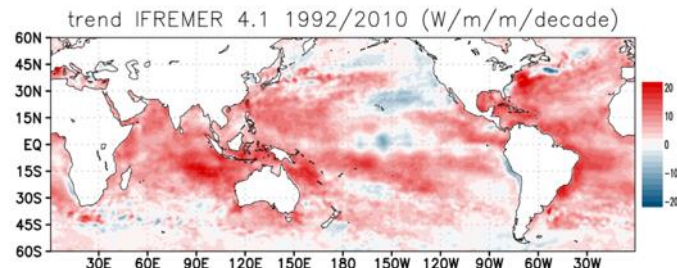 trend IFREMER 4.1 1992/2010 (W/m/m/decade)
60N
45N
30N
15N
EQ
15S
30S
45S
60S
20
10
0
-10
-20
30E 60E 90E 120E 150E 180 150W 120W 90W 60W 30W